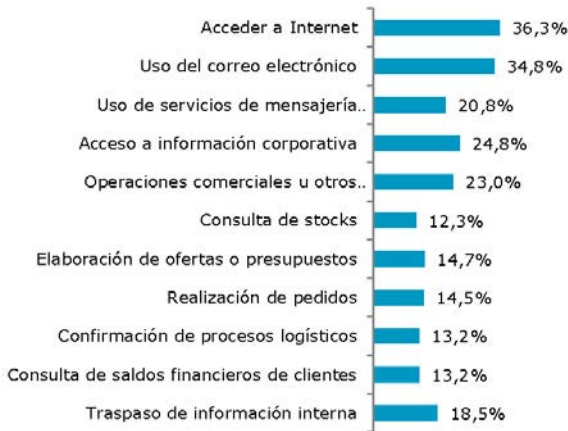 Acceder a Internet 36,3%
Uso del correo electrónico 34,8%
Uso de servicios de mensajería.. 20,8%
Acceso a información corporativa 24,8%
Operaciones comerciales u otros.. 23,0%
Consulta de stocks 12,3%
Elaboración de ofertas o presupuestos 14,7%
Realización de pedidos 14,5%
Confirmación de procesos logísticos 13,2%
Consulta de saldos financieros de clientes 13,2%
Traspaso de información interna 18,5%